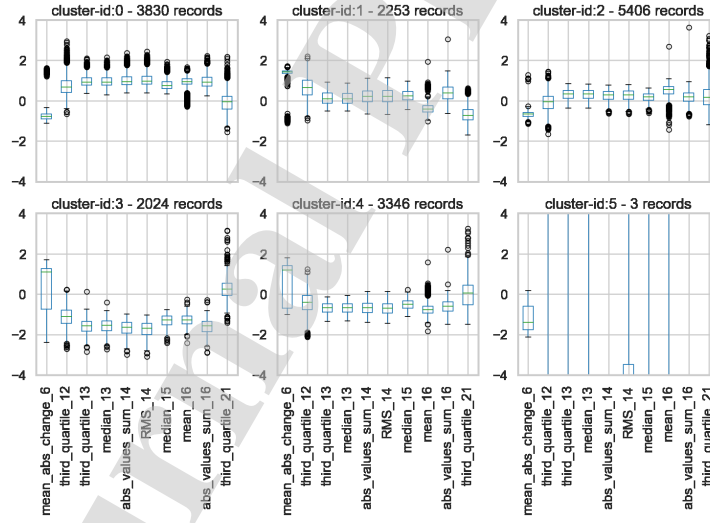 cluster-id:0 - 3830 records
cluster-id:1 - 2253 records
cluster-id:2 - 5406 records
4
2
0
−2
−4
4
2
0
−2
−4
4
2
0
−2
−4
cluster-id:3 - 2024 records
cluster-id:4 - 3346 records
cluster-id:5 - 3 records
4
2
0
−2
−4
4
2
0
−2
−4
4
2
0
−2
−4
mean_abs_change_6
third_quartile_12
third_quartile_13
median_13
abs_values_sum_14
RMS_14
median_15
mean_16
abs_values_sum_16
third_quartile_21
mean_abs_change_6
third_quartile_12
third_quartile_13
median_13
abs_values_sum_14
RMS_14
median_15
mean_16
abs_values_sum_16
third_quartile_21
mean_abs_change_6
third_quartile_12
third_quartile_13
median_13
abs_values_sum_14
RMS_14
median_15
mean_16
abs_values_sum_16
third_quartile_21